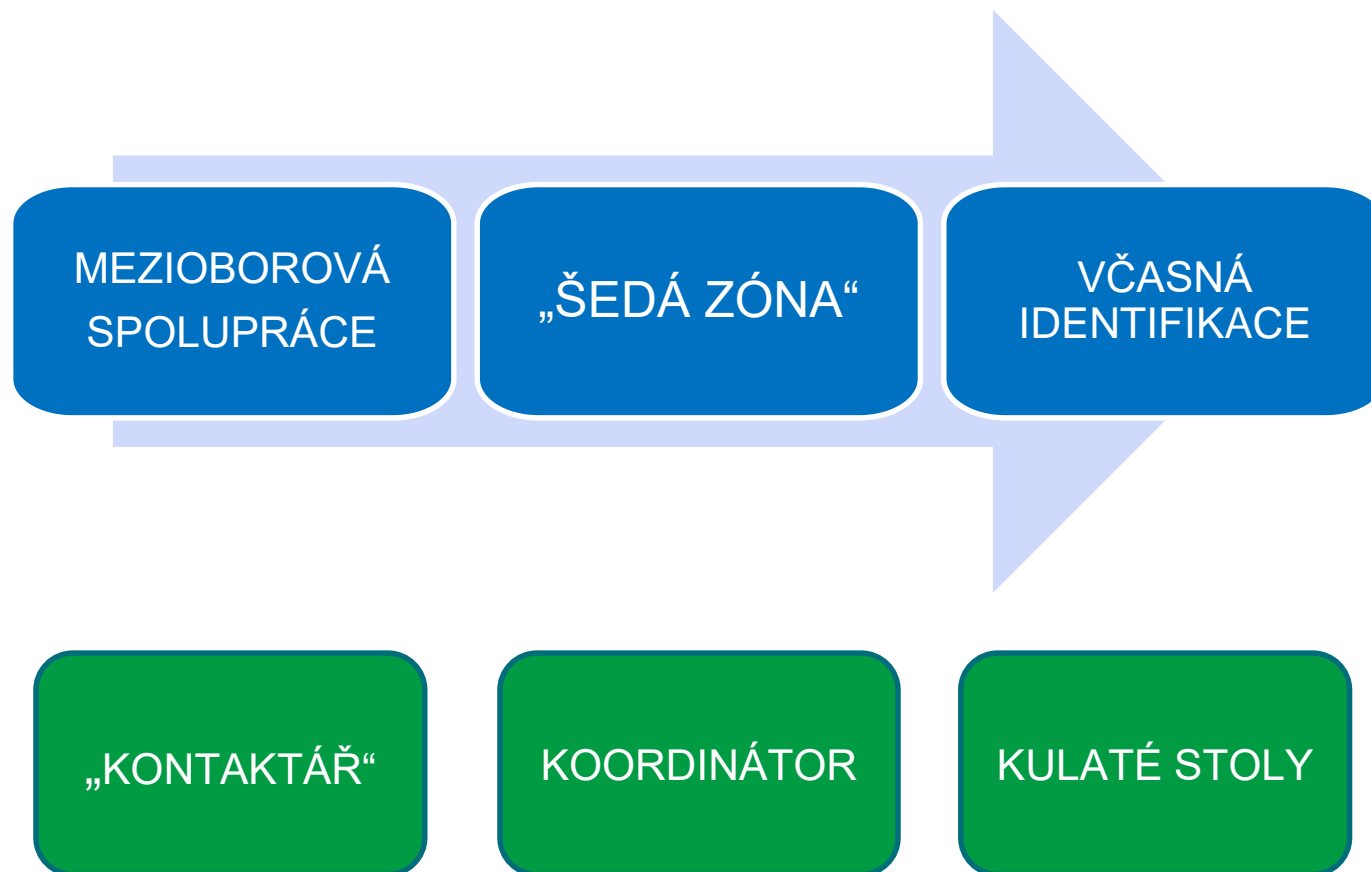 MEZIOBOROVÁ
SPOLUPRÁCE
„ŠEDÁ ZÓNA“
VČASNÁ
IDENTIFIKACE
„KONTAKTÁŘ“
KOORDINÁTOR
KULATÉ STOLY